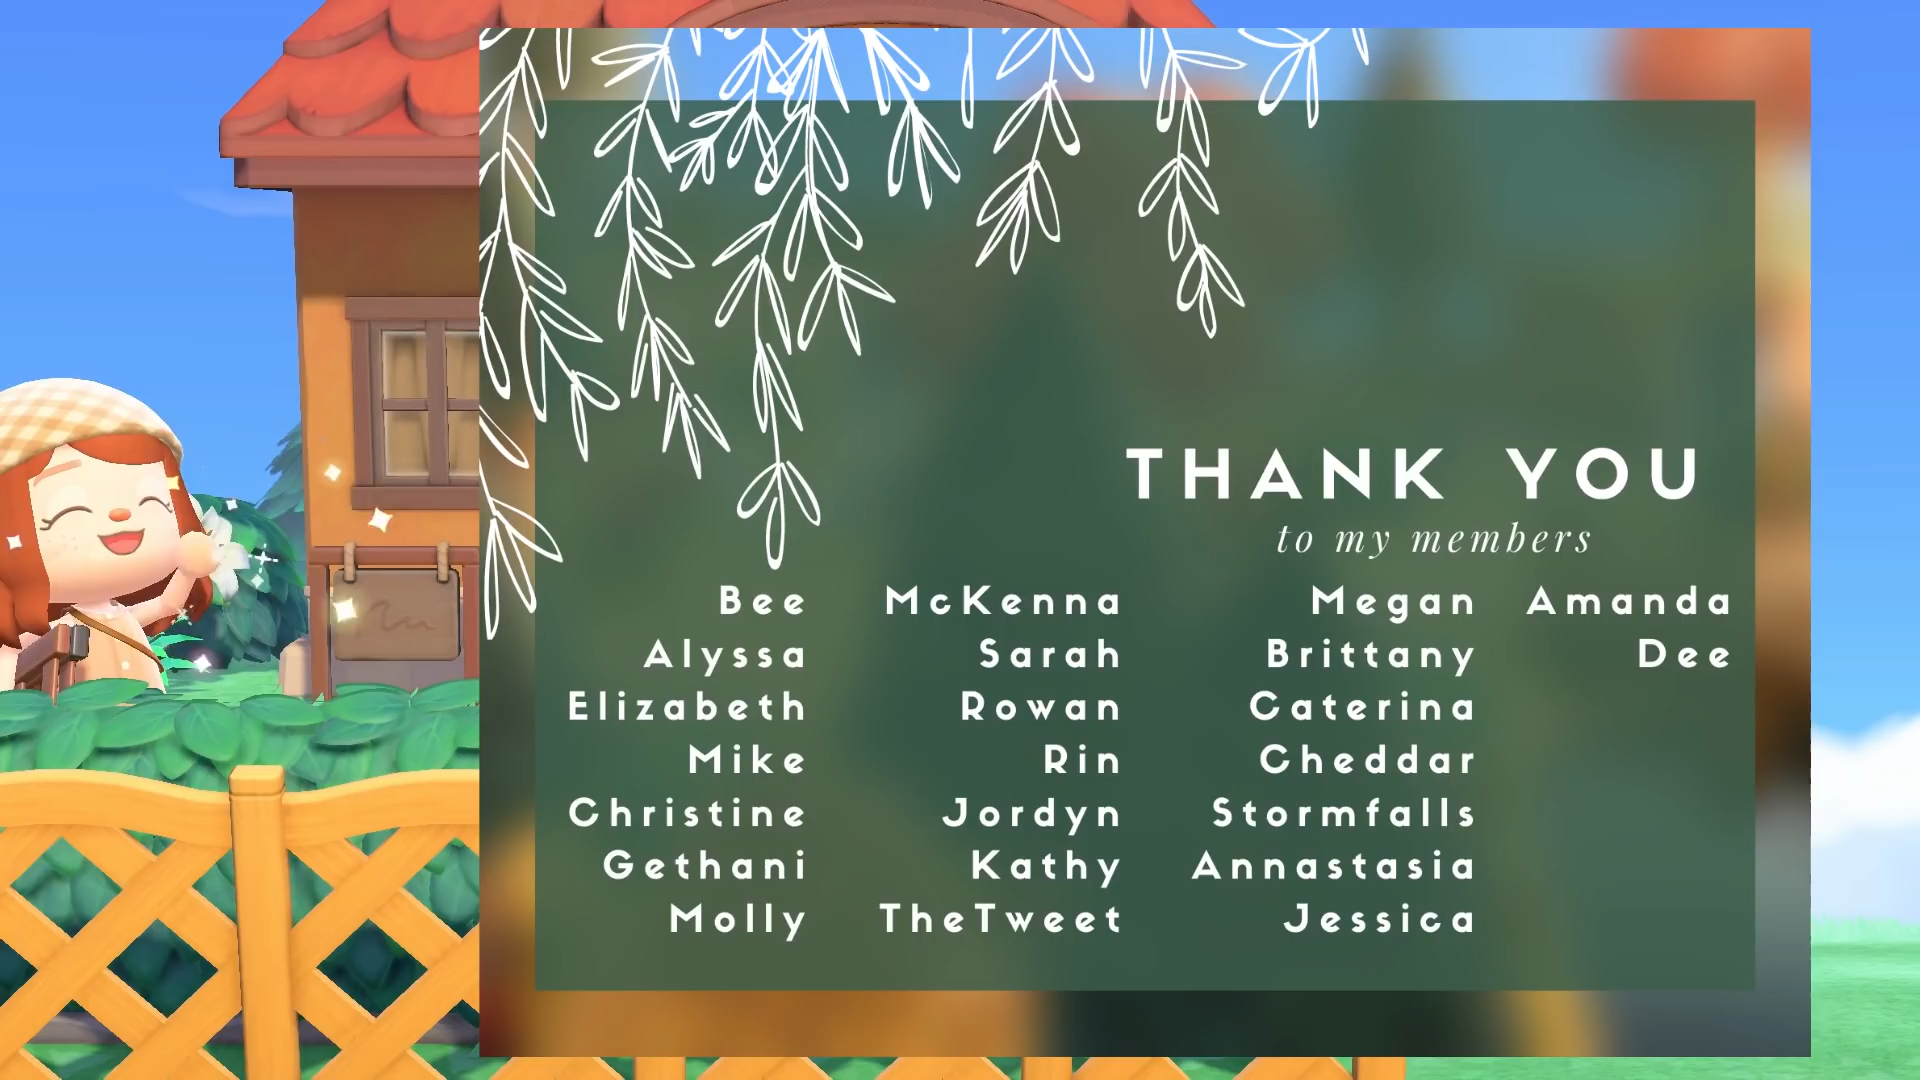 THANK YOU
to my members
Bee McKenna Megan Amanda
Alyssa Sarah Brittany Dee
Elizabeth Rowan Caterina
Mike Rin Cheddar
Christine Jordyn Stormfalls
Gethani Kathy Annastasia
Molly TheTweet Jessica